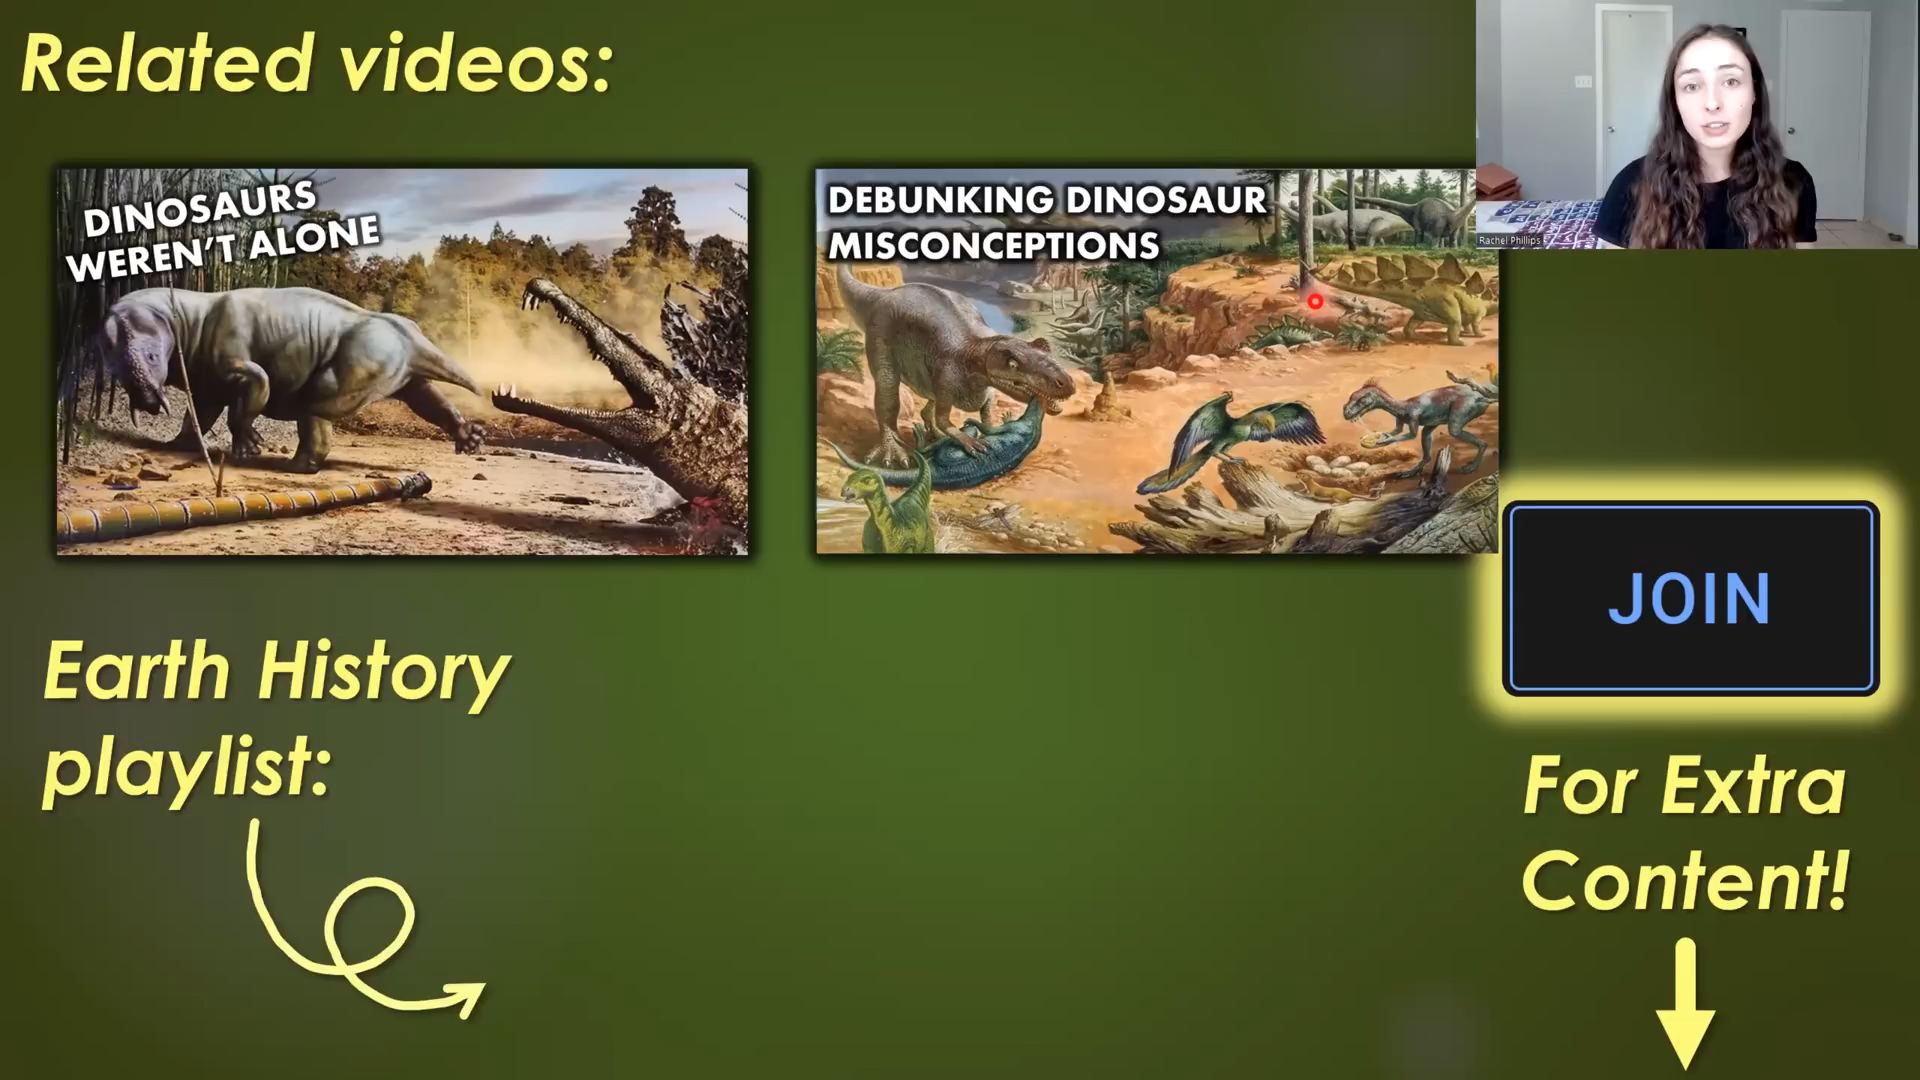 Related videos:
DINOSAURS
WEREN'T ALONE
DEBUNKING DINOSAUR
MISCONCEPTIONS
Rachel Phillips
JOIN
Earth History
playlist:
For Extra
Content!